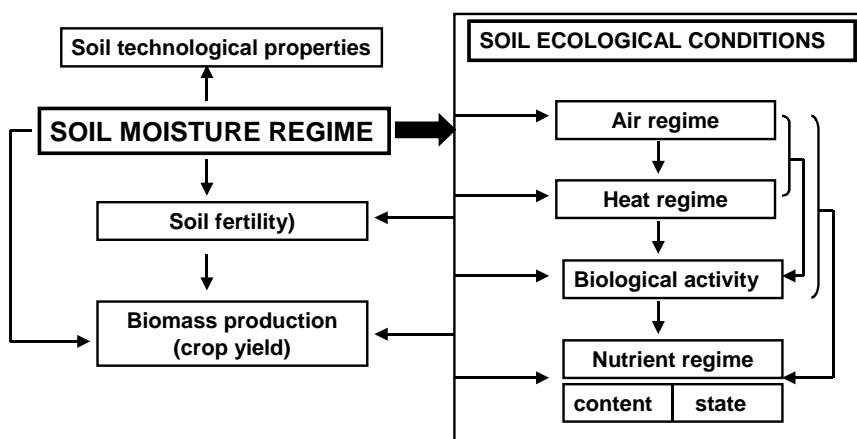 Soil technological properties
SOIL MOISTURE REGIME
Soil fertility)
Biomass production
(crop yield)
SOIL ECOLOGICAL CONDITIONS
Air regime
Heat regime
Biological activity
Nutrient regime
content state